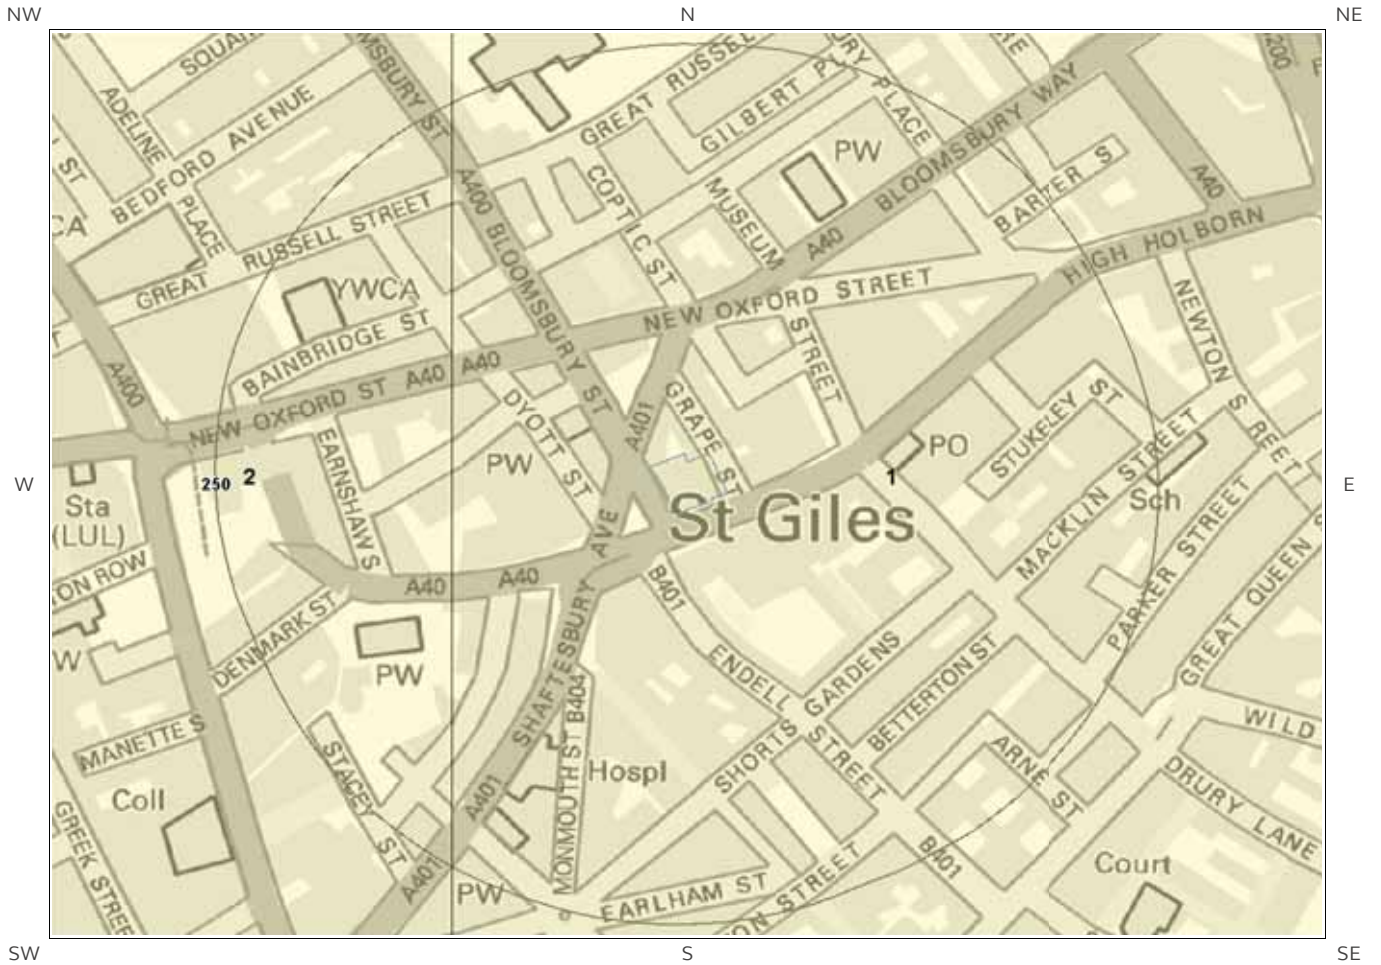 NW
N
NE
SQUAR
MSBURY ST
GREAT RUSSEL
GILBERT PL
URY PLACE
BLOOMSBURY WAY
ADELINE PLACE
BEDFORD AVENUE
L ST
CA
PW
BARTER S
A40
200
A400
BLOOMSBURY ST
COPTIC ST
MUSEUM
STREET
A40
HIGH HOLBORN
GREAT RUSSELL STREET
YWCA
NEW OXFORD STREET
NEWTON S REET
BAINBRIDGE ST
A400
NEW OXFORD ST
A40
A40
DYOTT ST
A401
GRAPE ST
STUKELEY ST
MACKLIN STREET
EARNSHAW S
PW
PO
1
Sch
W
250
2
E
Sta
(LUL)
St Giles
PARKER STREET
GREAT QUEEN S
TON ROW
AVE
A40
A40
B401
DENMARK ST
W
PW
SHAFTESBURY
ENDELL STREET
SHORTS GARDENS
BETTERTON ST
MANETTE S
STACEY ST
MONMOUTH ST
B404
ARNE ST
WILD
DRURY LANE
Coll
Hospl
A401
GREEK STREE
A401
PW
EARLHAM ST
ON STREET
B401
Court
SW
S
SE